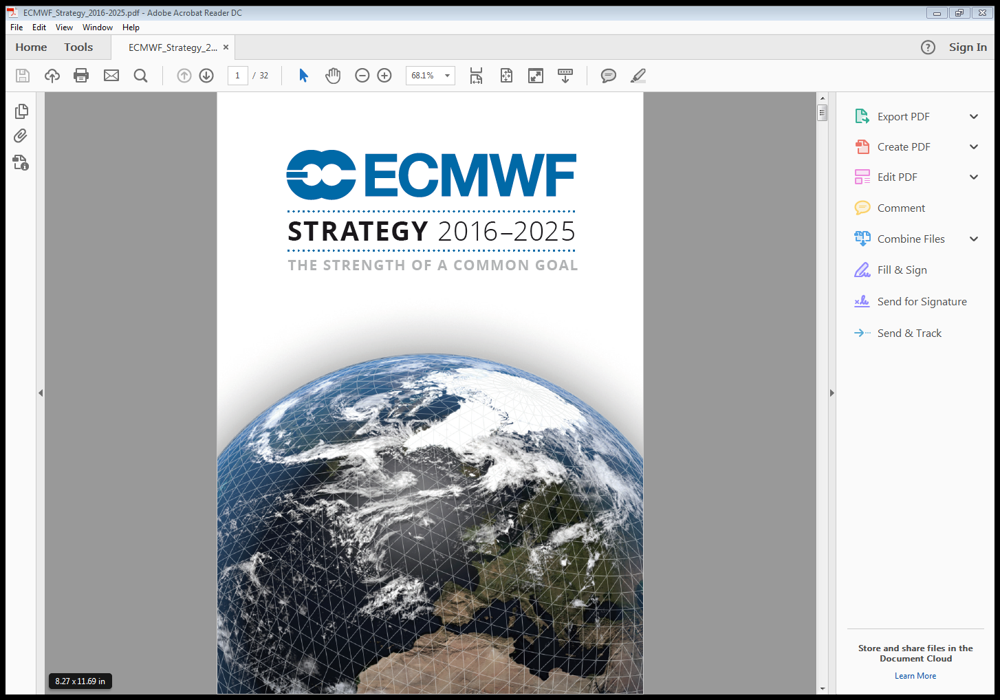 ECMWF_Strategy_2016-2025.pdf - Adobe Acrobat Reader DC
File Edit View Window Help
Home Tools ECMWF_Strategy_2... × ? Sign In
1 / 32 68.1%
Export PDF
Create PDF
Edit PDF
Comment
Combine Files
Fill & Sign
Send for Signature
Send & Track
ECMWF
STRATEGY 2016–2025
THE STRENGTH OF A COMMON GOAL
8.27 x 11.69 in
Store and share files in the
Document Cloud
Learn More